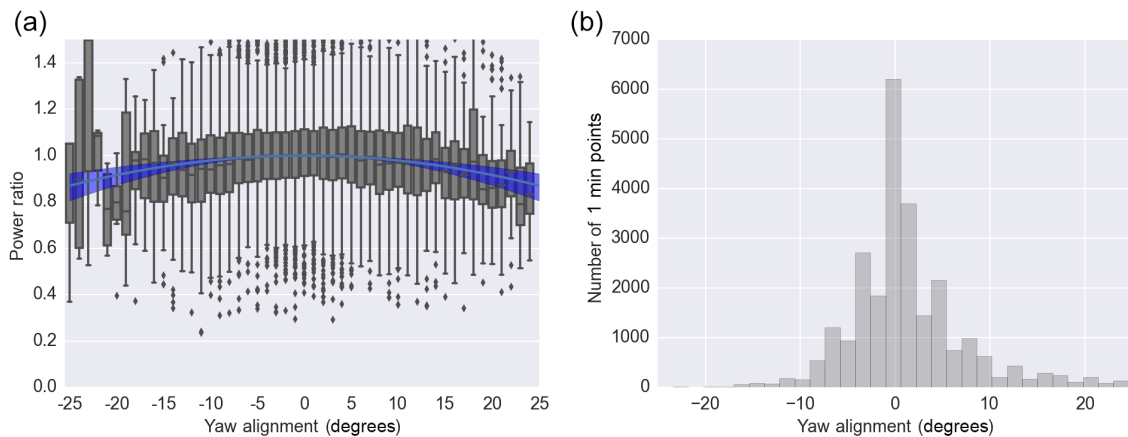 (a)
(b)
Power ratio
1.4
1.2
1.0
0.8
0.6
0.4
0.2
0.0
-25 -20 -15 -10 -5 0 5 10 15 20 25
Yaw alignment (degrees)
Number of 1 min points
7000
6000
5000
4000
3000
2000
1000
0
−20 −10 0 10 20
Yaw alignment (degrees)